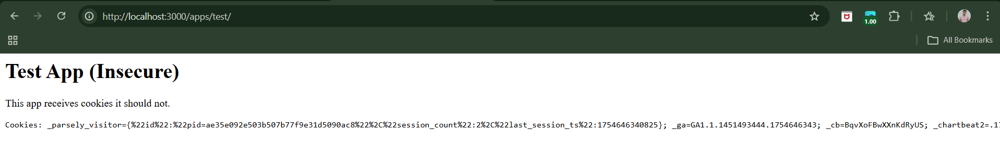 http://localhost:3000/apps/test/
1.00
All Bookmarks
Test App (Insecure)
This app receives cookies it should not.
Cookies: _parsely_visitor={%22id%22:%22pid=ae35e092e503b507b77f9e31d5090ac8%22%2C%22session_count%22:2%2C%22last_session_ts%22:1754646340825}; _ga=GA1.1.1451493444.1754646343; _cb=BqvXoFBwXXnKdRyUS; _chartbeat2=.17